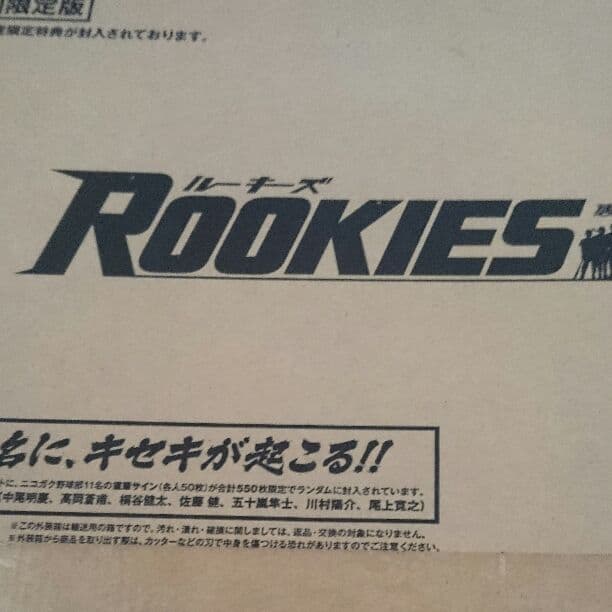 限定版
限定特典が封入されております。
ルーキーズ
ROOKIES
名に、キセキが起こる!!
トに、ニコガク野球部11名の直筆サイン(各人50枚)が合計550枚限定でランダムに封入されています。
中尾明慶、高岡蒼甫、桐谷健太、佐藤 健、五十嵐隼士、川村陽介、尾上寛之)
※この外装箱は輸送用の箱ですので、汚れ・潰れ・破損に関しましては、返品・交換の対象になりません。
※外装箱から商品を取り出す際は、カッターなどの刃で中身を傷つける恐れがありますのでご注意ください。